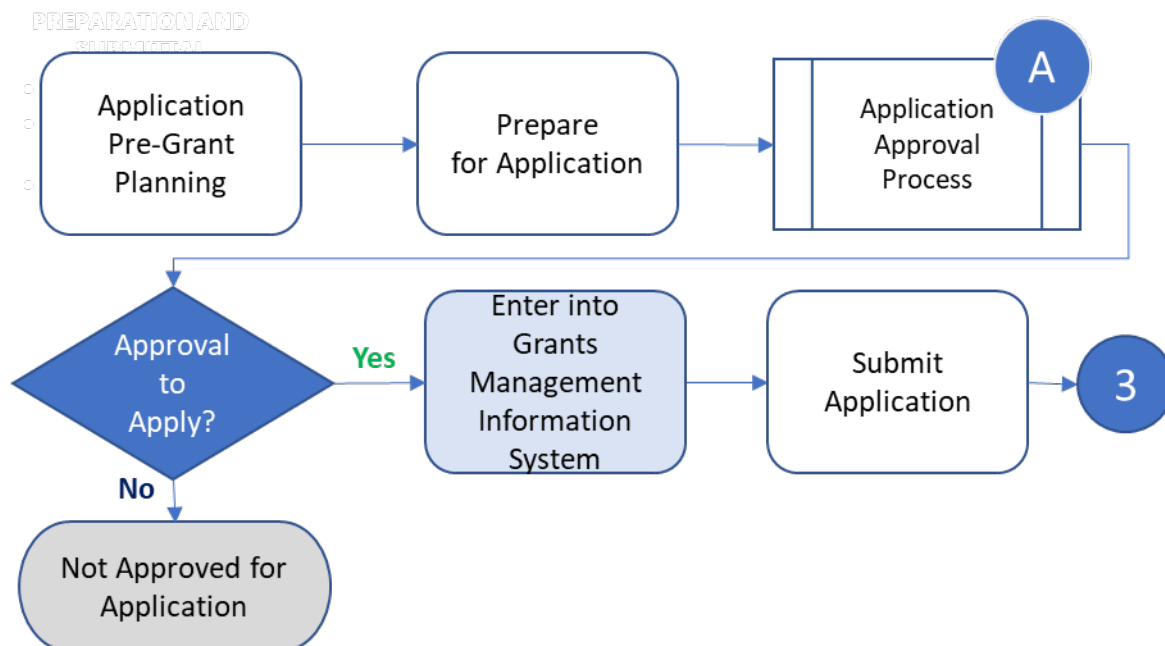 PREPARATION AND
SUBMITTAL
Application
Pre-Grant
Planning
Prepare
for Application
Application
Approval
Process
A
Approval
to
Apply?
Yes
No
Enter into
Grants
Management
Information
System
Submit
Application
3
Not Approved for
Application